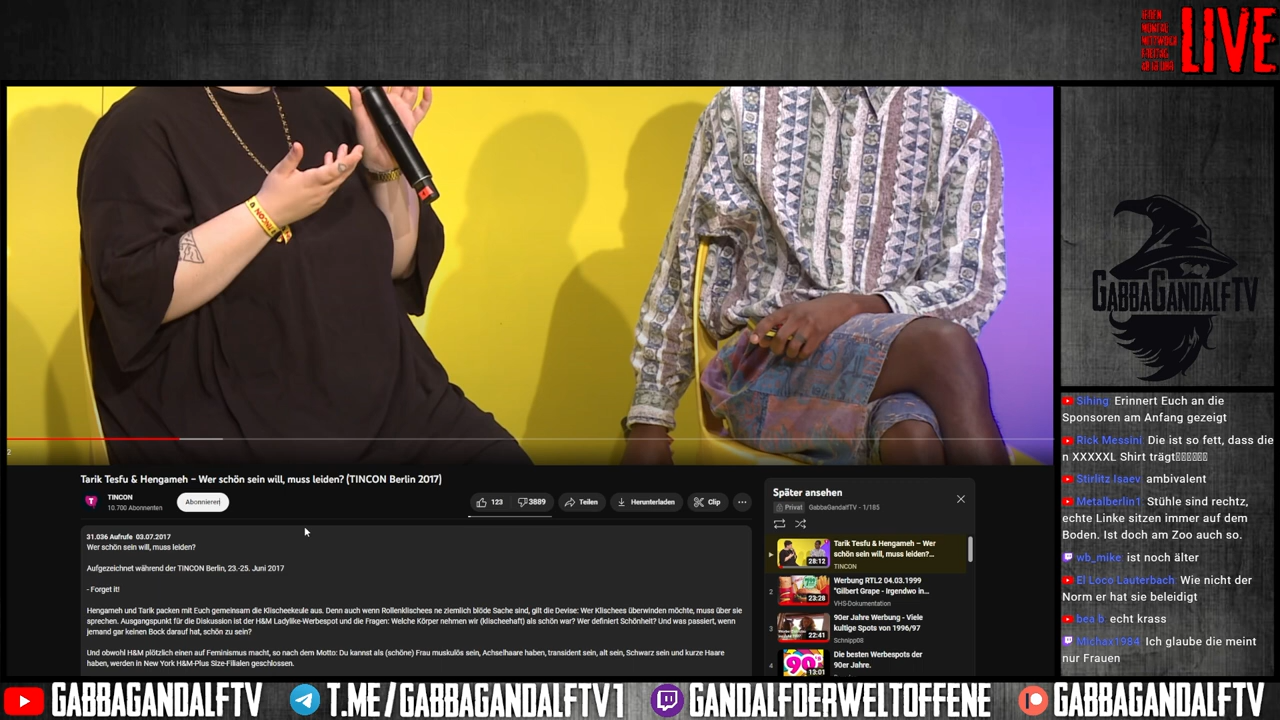 LIVE
Tarik Tesfu & Hengameh – Wer schön sein will, muss leiden? (TINCON Berlin 2017)
TINCON
10.700 Abonnenten
Abonnieren
123
3889
Teilen
Herunterladen
Clip
31.036 Aufrufe 03.07.2017
Wer schön sein will, muss leiden?
Aufgezeichnet während der TINCON Berlin, 23.-25. Juni 2017
- Forget it!
Hengameh und Tarik packen mit Euch gemeinsam die Klischeekeule aus. Denn auch wenn Rollenklischees ne ziemlich blöde Sache sind, gilt die Devise: Wer Klischees überwinden möchte, muss über sie
sprechen. Ausgangspunkt für die Diskussion ist der H&M Ladylike-Werbespot und die Fragen: Welche Körper nehmen wir (klischeehaft) als schön war? Wer definiert Schönheit? Und was passiert, wenn
jemand gar keinen Bock darauf hat, schön zu sein?
Und obwohl H&M plötzlich einen auf Feminismus macht, so nach dem Motto: Du kannst als (schöne) Frau muskulös sein, Achselhaare haben, transident sein, alt sein, Schwarz sein und kurze Haare
haben, werden in New York H&M-Plus Size-Filialen geschlossen.
Später ansehen
Privat GabbaGandalfTV - 1/185
Tarik Tesfu & Hengameh – Wer
schön sein will, muss leiden?...
TINCON
28:12
2
Werbung RTL2 04.03.1999
"Gilbert Grape - Irgendwo in...
VHS-Dokumentation
23:28
3
90er Jahre Werbung - Viele
kultige Spots von 1996/97
Schnipp08
22:41
4
Die besten Werbespots der
90er Jahre.
13:01
GABBAGANDALFTV
Sihing Erinnert Euch an die
Sponsoren am Anfang gezeigt
Rick Messini Die ist so fett, dass die
n XXXXXL Shirt trägt
Stirlitz Isaev ambivalent
Metalberlin1 Stühle sind rechtz,
echte Linke sitzen immer auf dem
Boden. Ist doch am Zoo auch so.
wb_mike ist noch älter
El Loco Lauterbach Wie nicht der
Norm er hat sie beleidigt
bea b echt krass
Michax1984 Ich glaube die meint
nur Frauen
GABBAGANDALFTV
T.ME/GABBAGANDALFTV1
GANDALFDERWELTOFFENE
GABBAGANDALFTV